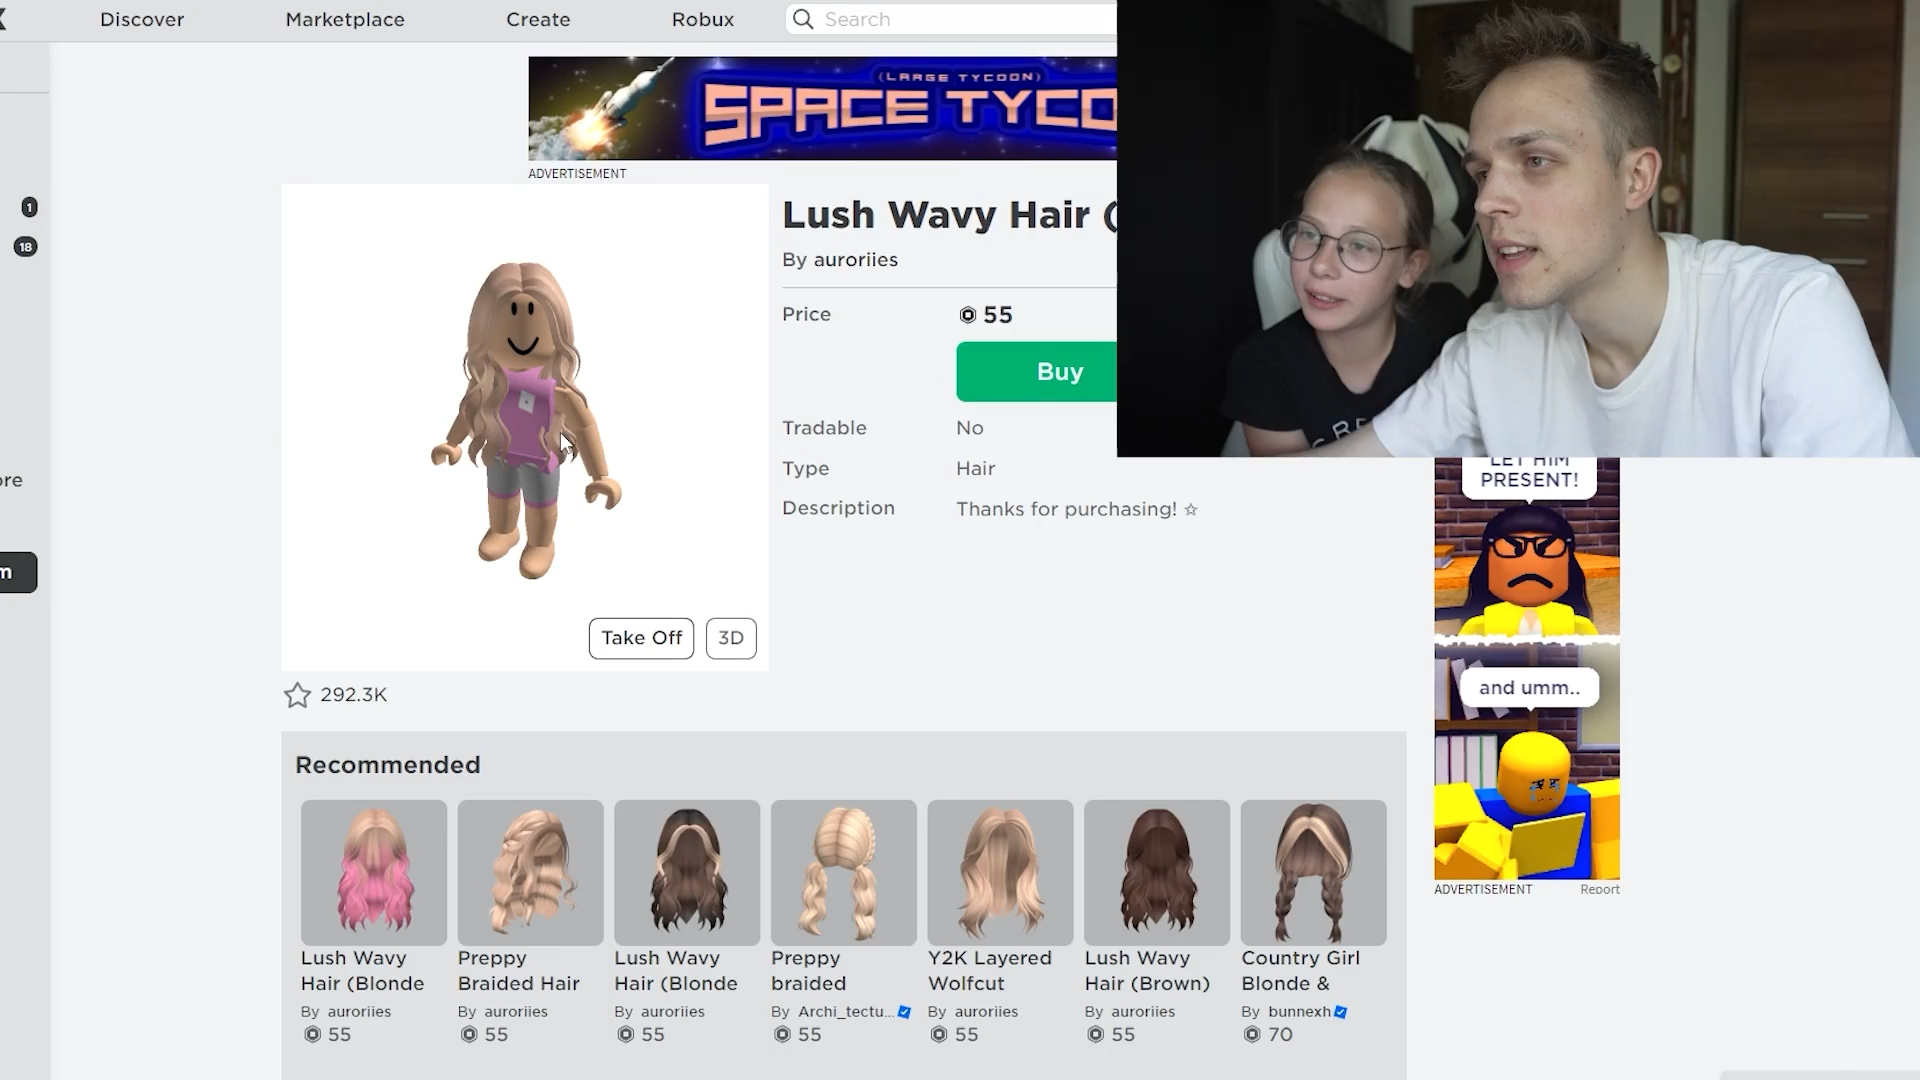 Discover
Marketplace
Create
Robux
Search
(LARGE TYCOON)
SPACE TYCO
ADVERTISEMENT
1
18
ore
m
Lush Wavy Hair (
By auroriies
Price
55
Buy
Tradable
No
Type
Hair
Description
Thanks for purchasing! ☆
Take Off
3D
292.3K
LET HIM
PRESENT!
and umm..
ADVERTISEMENT
Report
Recommended
Lush Wavy
Hair (Blonde
By auroriies
55
Preppy
Braided Hair
By auroriies
55
Lush Wavy
Hair (Blonde
By auroriies
55
Preppy
braided
By Archi_tectu...
55
Y2K Layered
Wolfcut
By auroriies
55
Lush Wavy
Hair (Brown)
By auroriies
55
Country Girl
Blonde &
By bunnexh
70